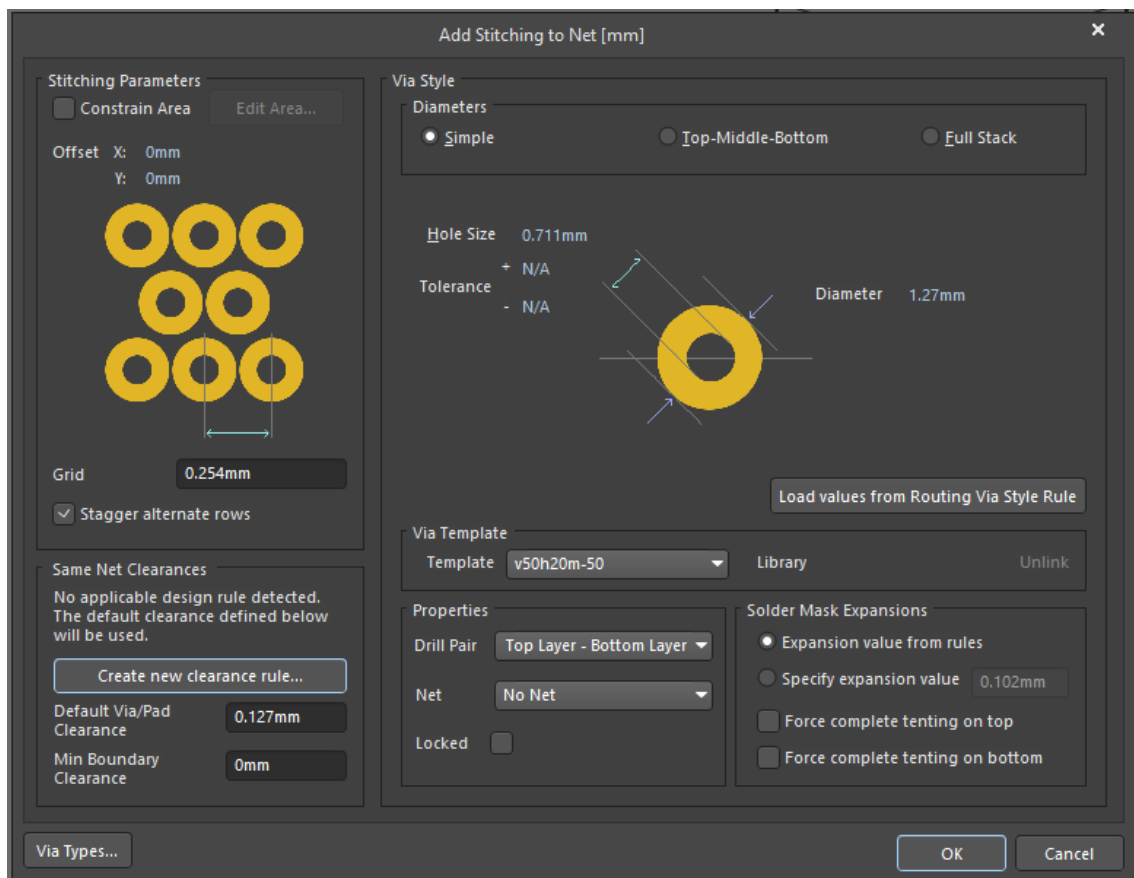 Add Stitching to Net [mm]
Stitching Parameters
Constrain Area
Edit Area...
Offset X: 0mm
Y: 0mm
Grid 0.254mm
Stagger alternate rows
Same Net Clearances
No applicable design rule detected.
The default clearance defined below
will be used.
Create new clearance rule...
Default Via/Pad
Clearance
0.127mm
Min Boundary
Clearance
0mm
Via Style
Diameters
Simple
Top-Middle-Bottom
Full Stack
Hole Size 0.711mm
Tolerance
+ N/A
- N/A
Diameter 1.27mm
Load values from Routing Via Style Rule
Via Template
Template v50h20m-50
Library
Unlink
Properties
Drill Pair Top Layer - Bottom Layer
Net No Net
Locked
Solder Mask Expansions
Expansion value from rules
Specify expansion value 0.102mm
Force complete tenting on top
Force complete tenting on bottom
Via Types...
OK
Cancel